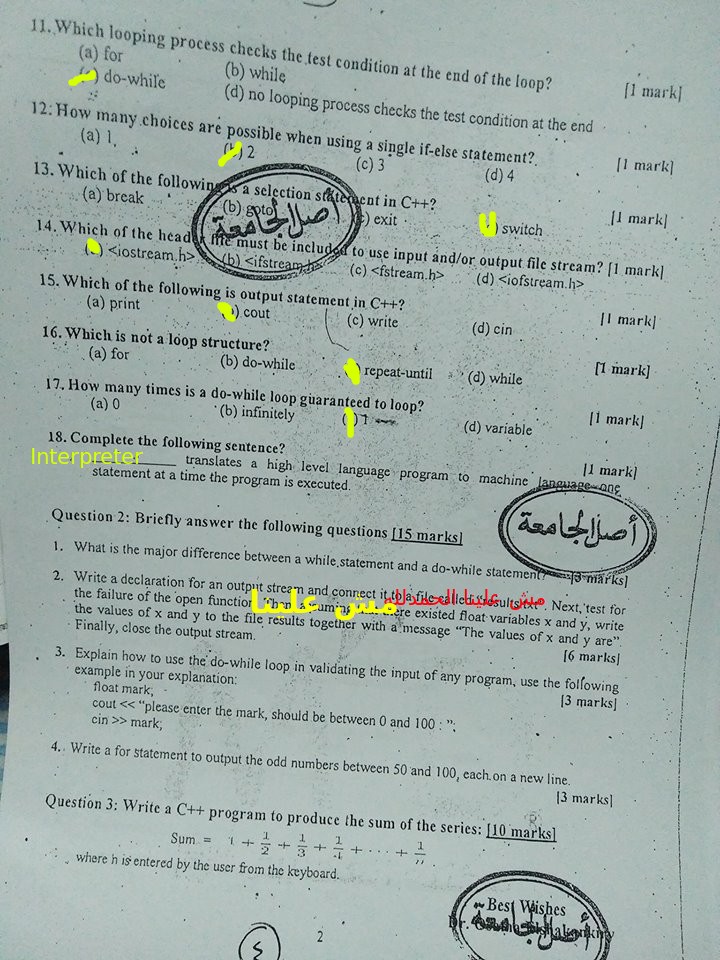 11. Which looping process checks the test condition at the end of the loop? [1 mark]
(a) for (b) while
do-while (d) no looping process checks the test condition at the end
12. How many choices are possible when using a single if-else statement? [1 mark]
(a) 1 (b) 2 (c) 3 (d) 4
13. Which of the following is a selection statement in C++? [1 mark]
(a) break (b) goto exit switch
أصل الجامعة
14. Which of the header file must be included to use input and/or output file stream? [1 mark]
<iostream.h> (b) <ifstream.h> (c) <fstream.h> (d) <iofstream.h>
15. Which of the following is output statement in C++? [1 mark]
(a) print cout (c) write (d) cin
16. Which is not a loop structure? [1 mark]
(a) for (b) do-while repeat-until (d) while
17. How many times is a do-while loop guaranteed to loop? [1 mark]
(a) 0 (b) infinitely 1 (d) variable
18. Complete the following sentence? [1 mark]
Interpreter translates a high level language program to machine language one
statement at a time the program is executed.
أصل الجامعة
Question 2: Briefly answer the following questions [15 marks]
1. What is the major difference between a while statement and a do-while statement? [3 marks]
2. Write a declaration for an output stream and connect it to a file called results. Next, test for
مش علينا مش علينا الحمدلله
the failure of the open function. existed float variables x and y, write
the values of x and y to the file results together with a message “The values of x and y are”
Finally, close the output stream. [6 marks]
3. Explain how to use the do-while loop in validating the input of any program, use the following
example in your explanation: [3 marks]
float mark;
cout << “please enter the mark, should be between 0 and 100 : ”;
cin >> mark;
4. Write a for statement to output the odd numbers between 50 and 100, each on a new line.
[3 marks]
Question 3: Write a C++ program to produce the sum of the series: [10 marks]
Sum = 1 + 1/2 + 1/3 + 1/4 + ... + 1/n
where n is entered by the user from the keyboard.
Best Wishes
Dr.
أصل الجامعة
2
٤